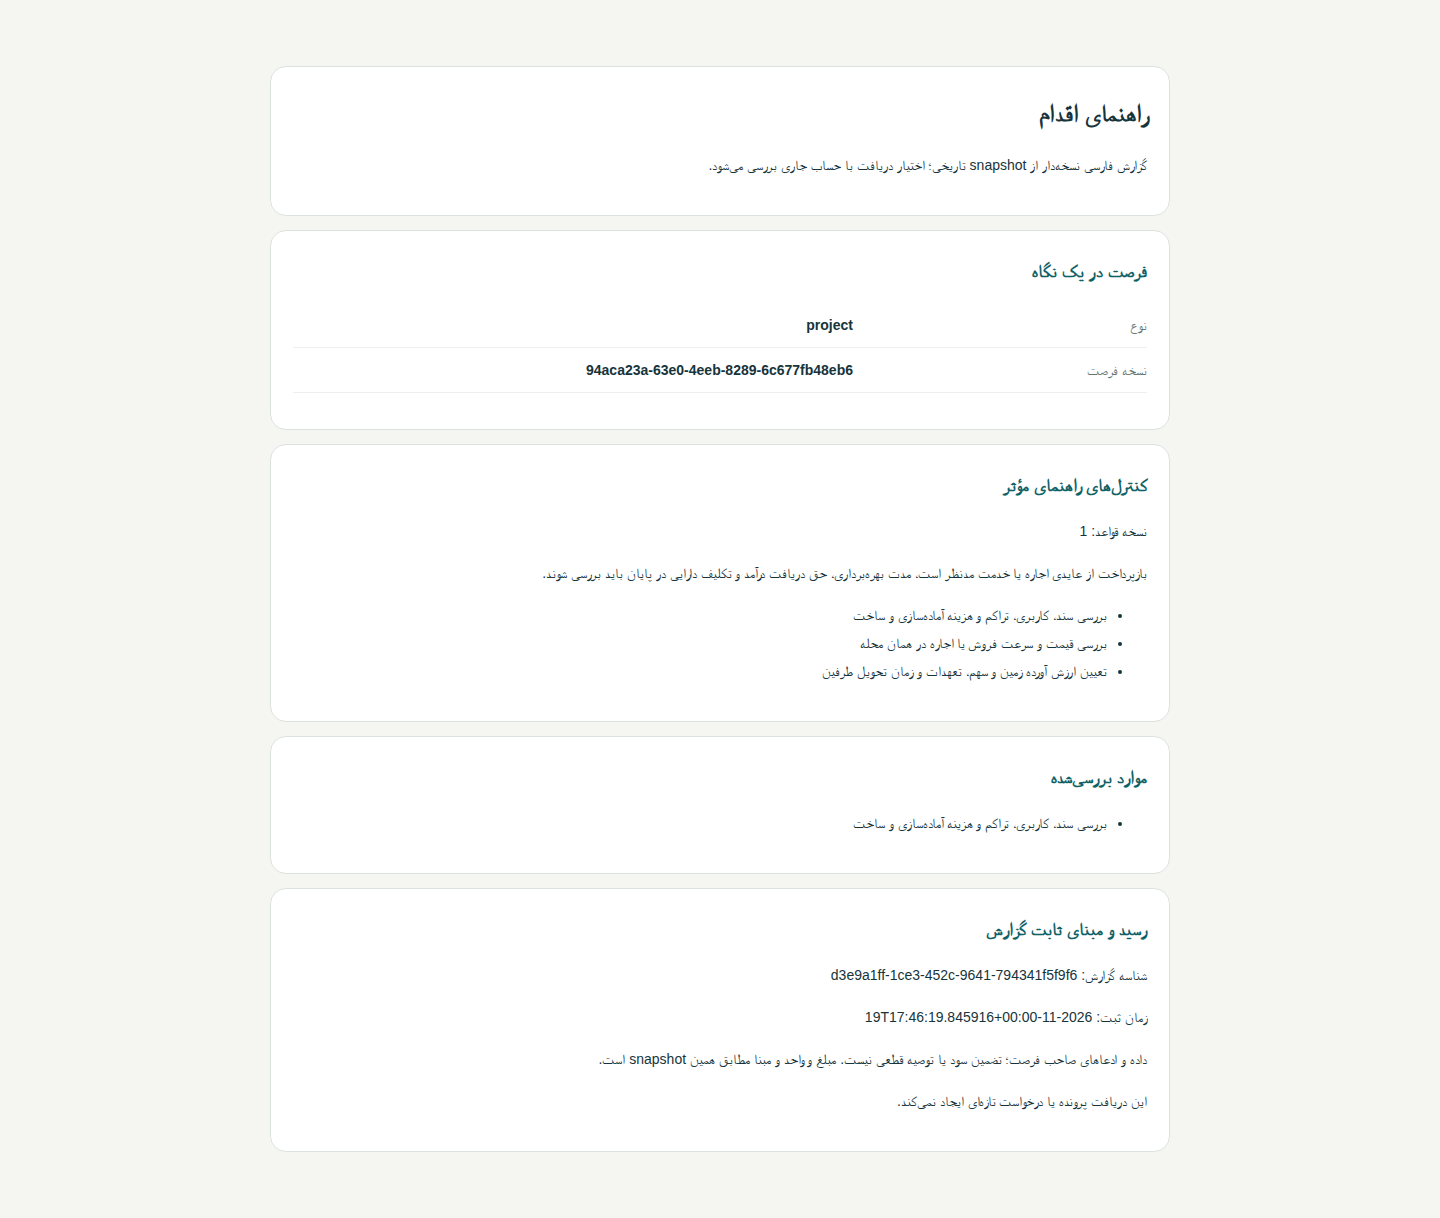 راهنمای اقدام
گزارش فارسی نسخه‌دار از snapshot تاریخی؛ اختیار دریافت با حساب جاری بررسی می‌شود.
فرصت در یک نگاه
نوع project
نسخه فرصت 94aca23a-63e0-4eeb-8289-6c677fb48eb6
کنترل‌های راهنمای مؤثر
نسخه قواعد: 1
بازپرداخت از عایدی اجاره یا خدمت مدنظر است، مدت بهره‌برداری، حق دریافت درآمد و تکلیف دارایی در پایان باید بررسی شوند.
• بررسی سند، کاربری، تراکم و هزینه آماده‌سازی و ساخت
• بررسی قیمت و سرعت فروش یا اجاره در همان محله
• تعیین ارزش آورده زمین و سهم، تعهدات و زمان تحویل طرفین
موارد بررسی‌شده
• بررسی سند، کاربری، تراکم و هزینه آماده‌سازی و ساخت
رسید و مبنای ثابت گزارش
شناسه گزارش: d3e9a1ff-1ce3-452c-9641-794341f5f9f6
زمان ثبت: 2026-11-19T17:46:19.845916+00:00
داده و ادعاهای صاحب فرصت؛ تضمین سود یا توصیه قطعی نیست. مبلغ و واحد و مبنا مطابق همین snapshot است.
این دریافت پرونده یا درخواست تازه‌ای ایجاد نمی‌کند.